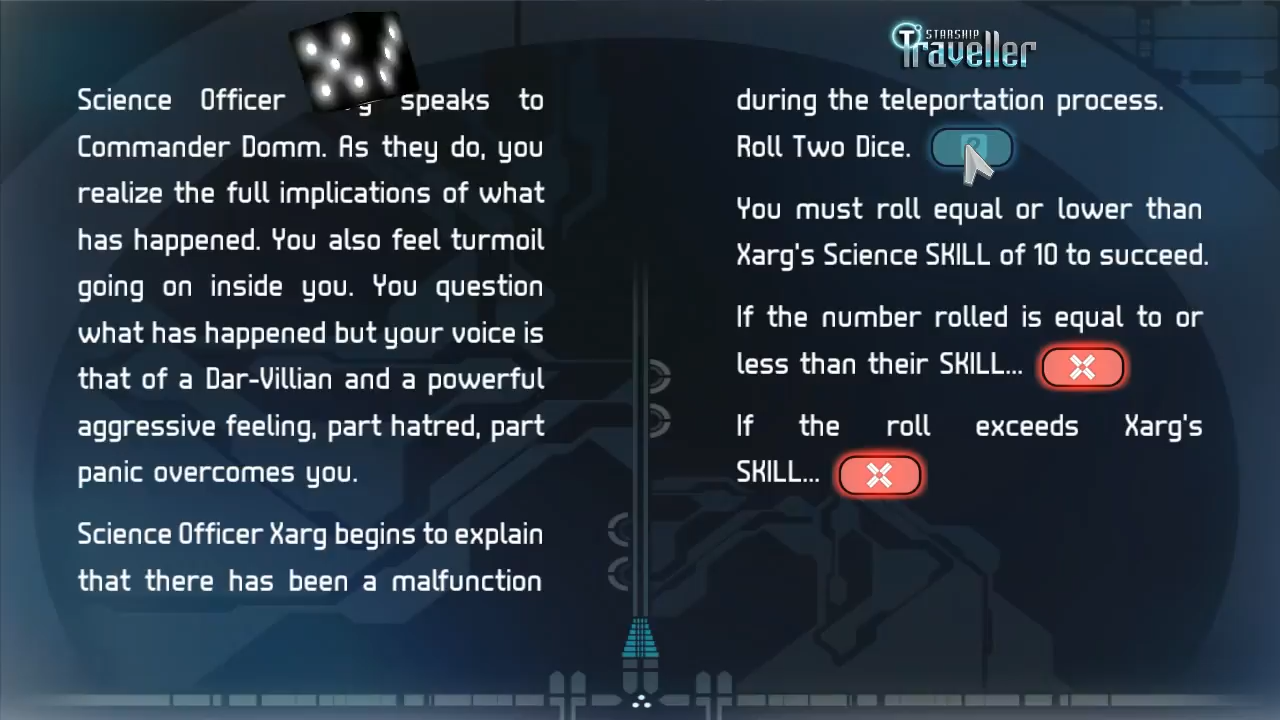 STARSHIP
Traveller
Science Officer speaks to
Commander Domm. As they do, you
realize the full implications of what
has happened. You also feel turmoil
going on inside you. You question
what has happened but your voice is
that of a Dar-Villian and a powerful
aggressive feeling, part hatred, part
panic overcomes you.
Science Officer Xarg begins to explain
that there has been a malfunction
during the teleportation process.
Roll Two Dice.
You must roll equal or lower than
Xarg's Science SKILL of 10 to succeed.
If the number rolled is equal to or
less than their SKILL...
If the roll exceeds Xarg's
SKILL...